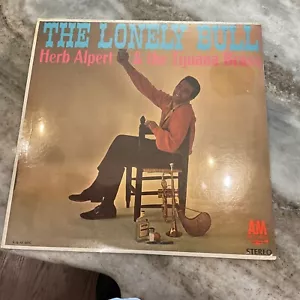 THE LONELY BULL
Herb Alpert & the Tijuana Brass
A&M
STEREO